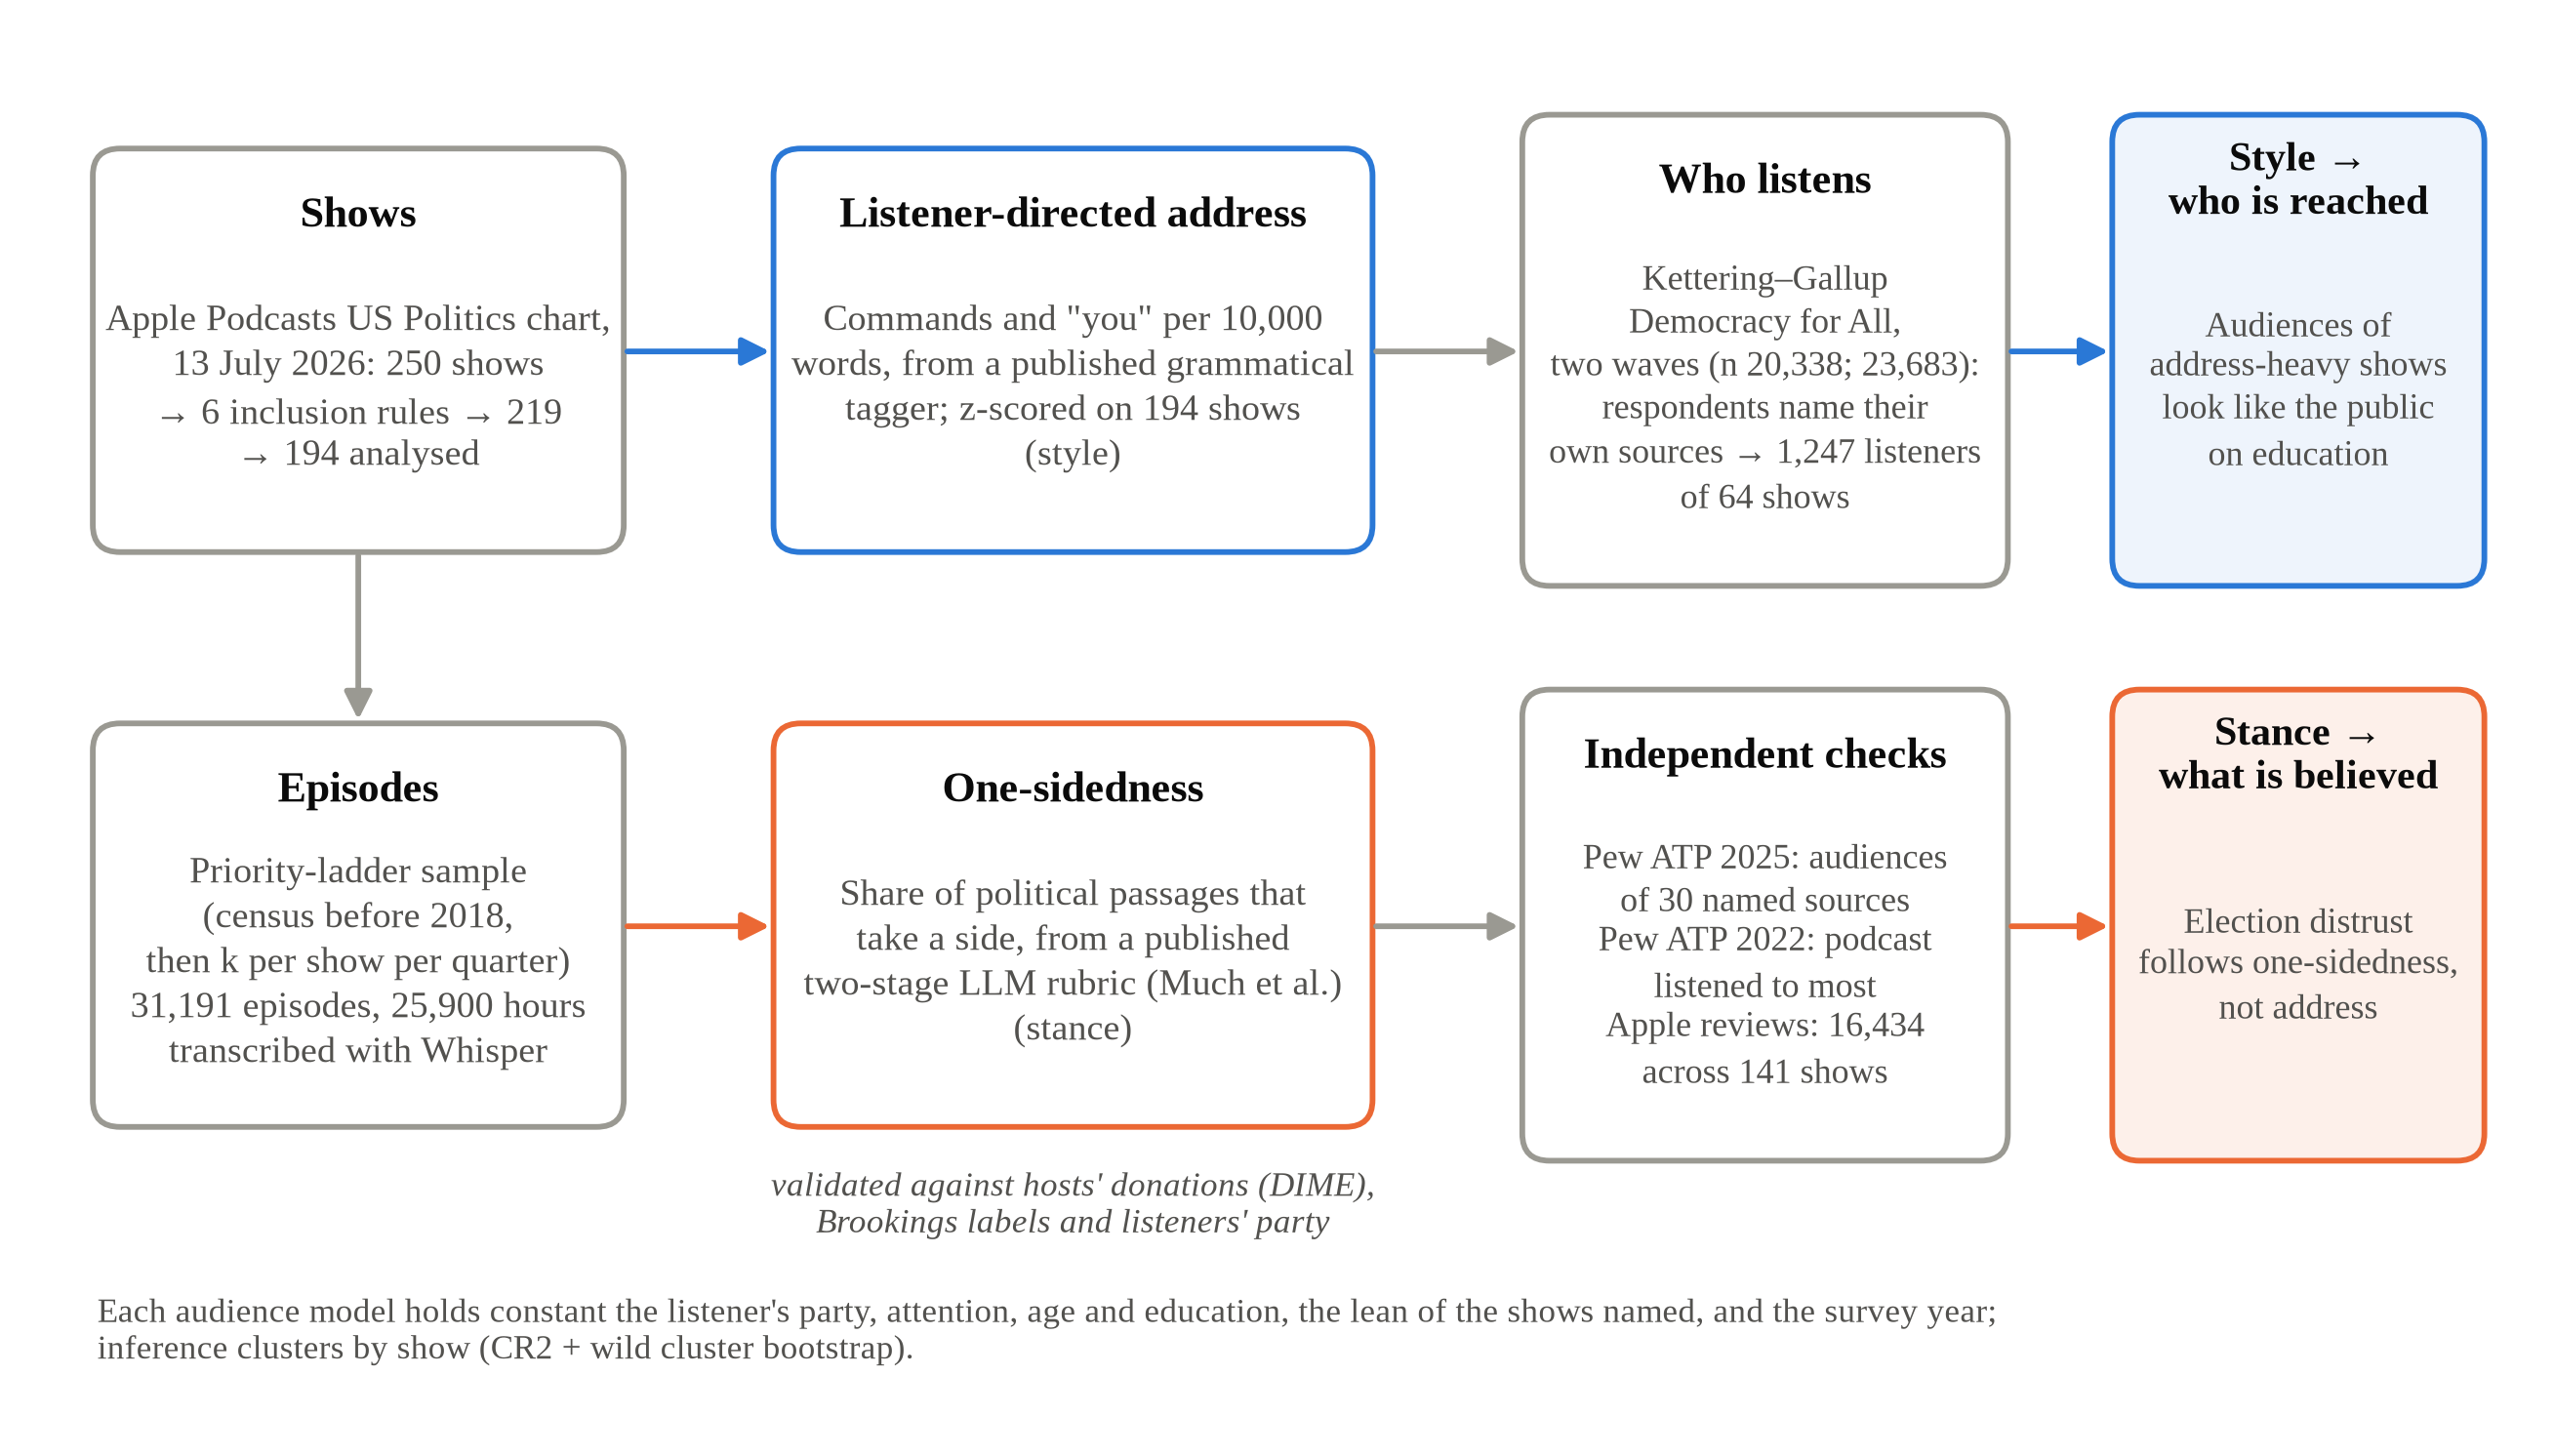 Shows
Apple Podcasts US Politics chart,
13 July 2026: 250 shows
→ 6 inclusion rules → 219
→ 194 analysed
Listener-directed address
Commands and "you" per 10,000
words, from a published grammatical
tagger; z-scored on 194 shows
(style)
Who listens
Kettering–Gallup
Democracy for All,
two waves (n 20,338; 23,683):
respondents name their
own sources → 1,247 listeners
of 64 shows
Style →
who is reached
Audiences of
address-heavy shows
look like the public
on education
Episodes
Priority-ladder sample
(census before 2018,
then k per show per quarter)
31,191 episodes, 25,900 hours
transcribed with Whisper
One-sidedness
Share of political passages that
take a side, from a published
two-stage LLM rubric (Much et al.)
(stance)
validated against hosts' donations (DIME),
Brookings labels and listeners' party
Independent checks
Pew ATP 2025: audiences
of 30 named sources
Pew ATP 2022: podcast
listened to most
Apple reviews: 16,434
across 141 shows
Stance →
what is believed
Election distrust
follows one-sidedness,
not address
Each audience model holds constant the listener's party, attention, age and education, the lean of the shows named, and the survey year;
inference clusters by show (CR2 + wild cluster bootstrap).